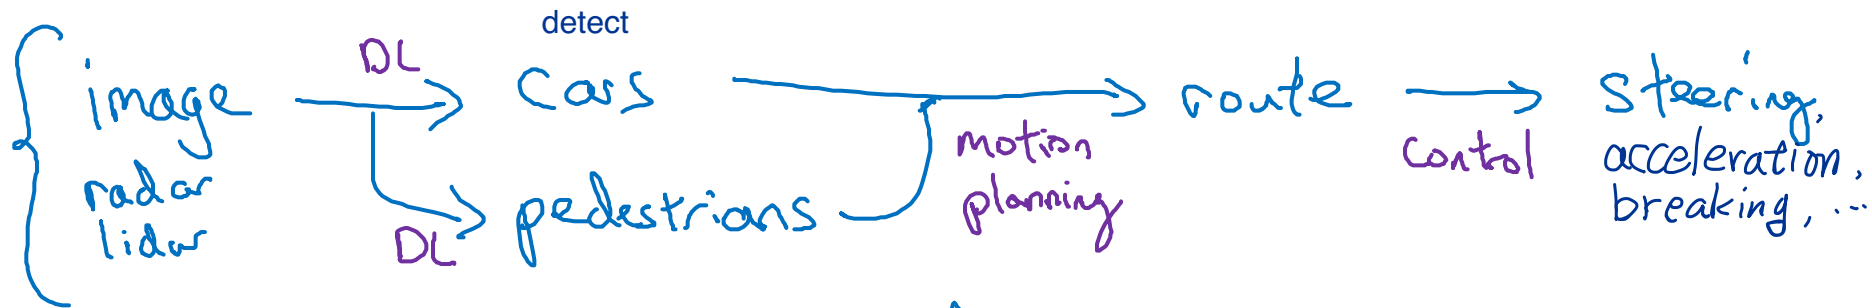 detect
DL
image
cars
route
steering,
radar
lidar
DL
pedestrians
motion
planning
control
acceleration,
breaking, ...